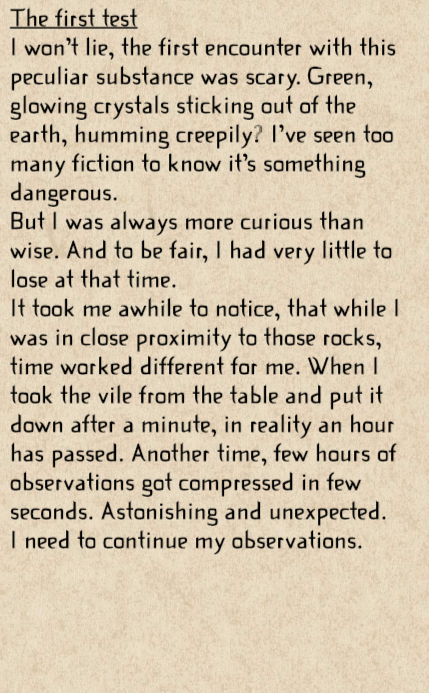 The first test
I won't lie, the first encounter with this
peculiar substance was scary. Green,
glowing crystals sticking out of the
earth, humming creepily? I've seen too
many fiction to know it's something
dangerous.
But I was always more curious than
wise. And to be fair, I had very little to
lose at that time.
It took me awhile to notice, that while I
was in close proximity to those rocks,
time worked different for me. When I
took the vile from the table and put it
down after a minute, in reality an hour
has passed. Another time, few hours of
observations got compressed in few
seconds. Astonishing and unexpected.
I need to continue my observations.